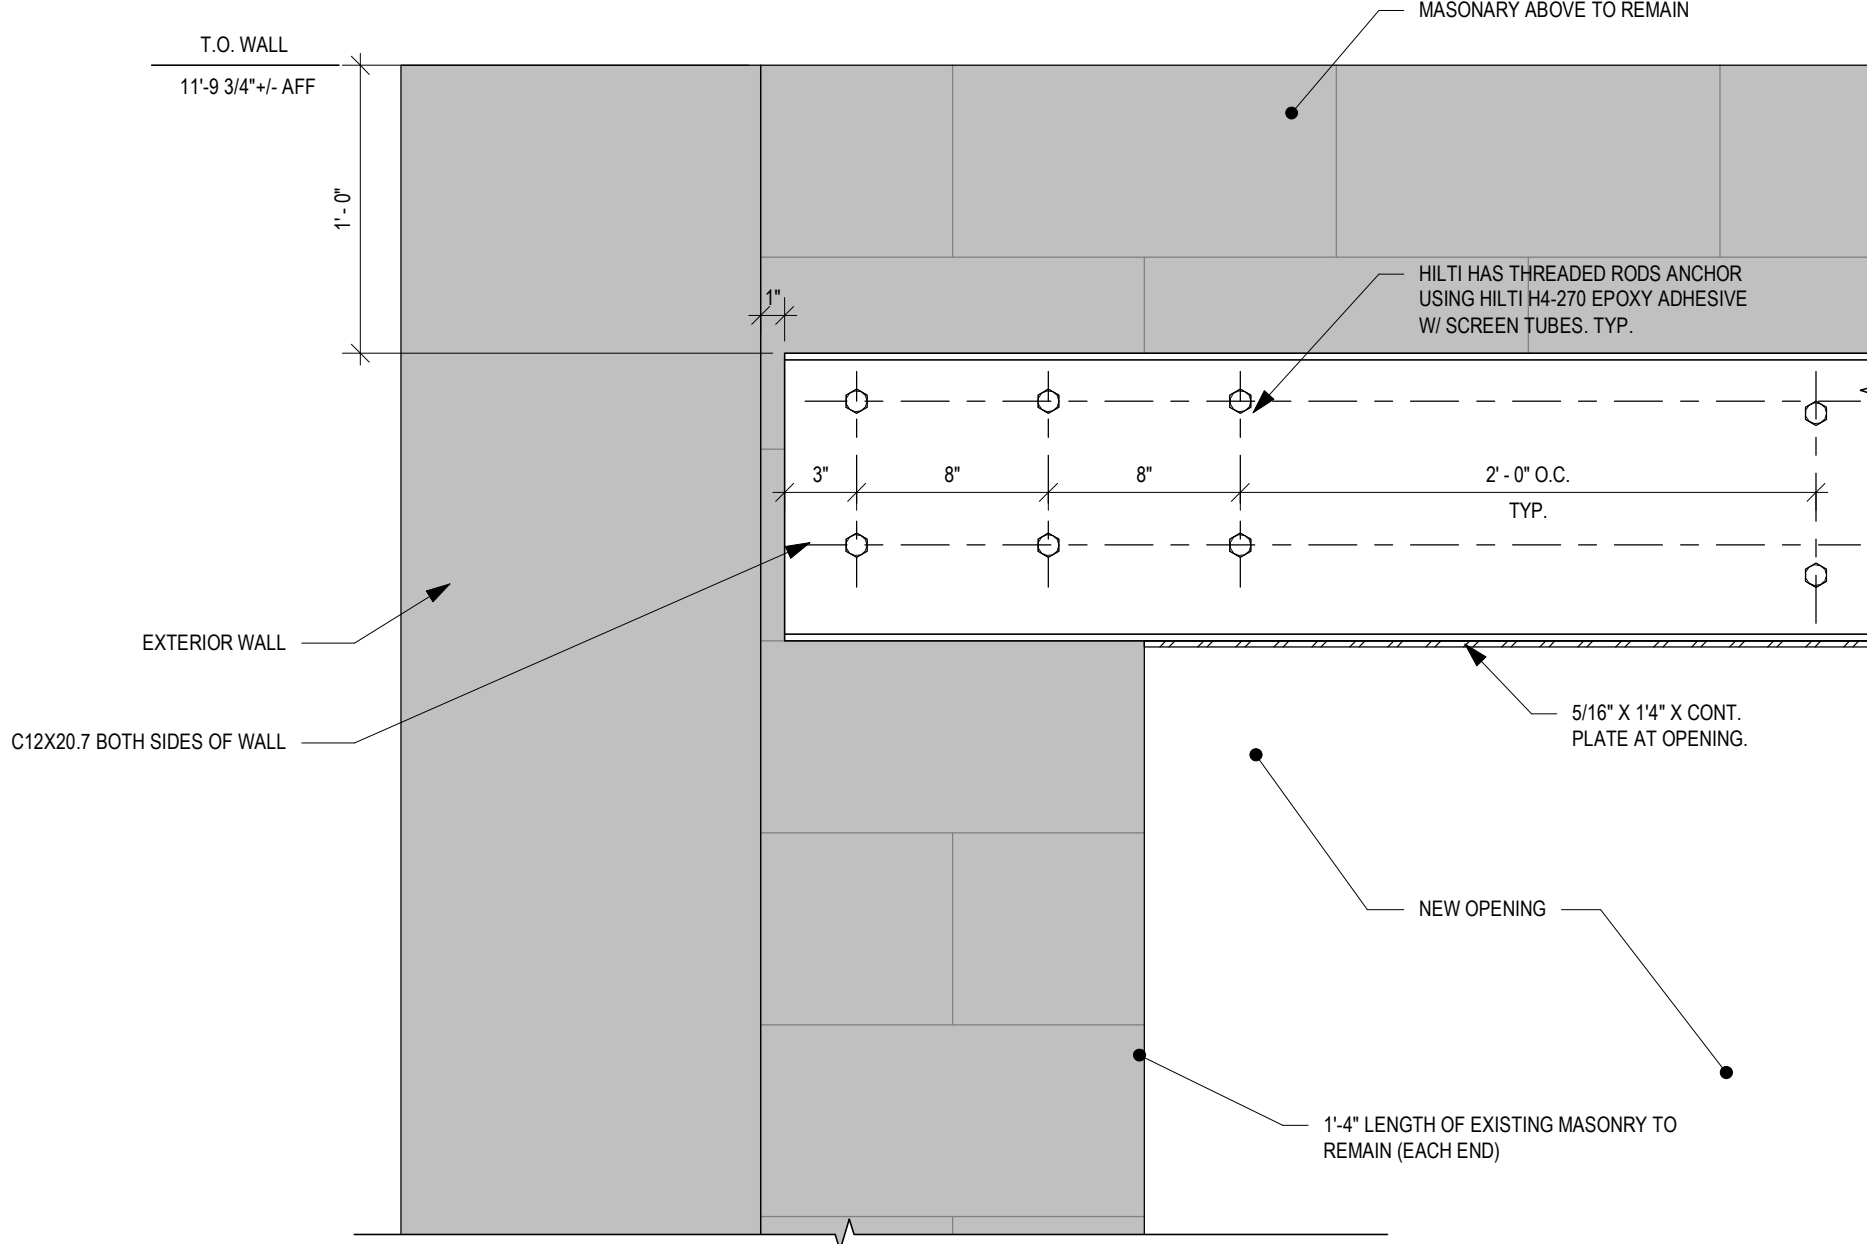 MASONARY ABOVE TO REMAIN
T.O. WALL
11'-9 3/4"+/- AFF
1' - 0"
1"
HILTI HAS THREADED RODS ANCHOR
USING HILTI H4-270 EPOXY ADHESIVE
W/ SCREEN TUBES. TYP.
3"
8"
8"
2' - 0" O.C.
TYP.
EXTERIOR WALL
C12X20.7 BOTH SIDES OF WALL
5/16" X 1'4" X CONT.
PLATE AT OPENING.
NEW OPENING
1'-4" LENGTH OF EXISTING MASONRY TO
REMAIN (EACH END)